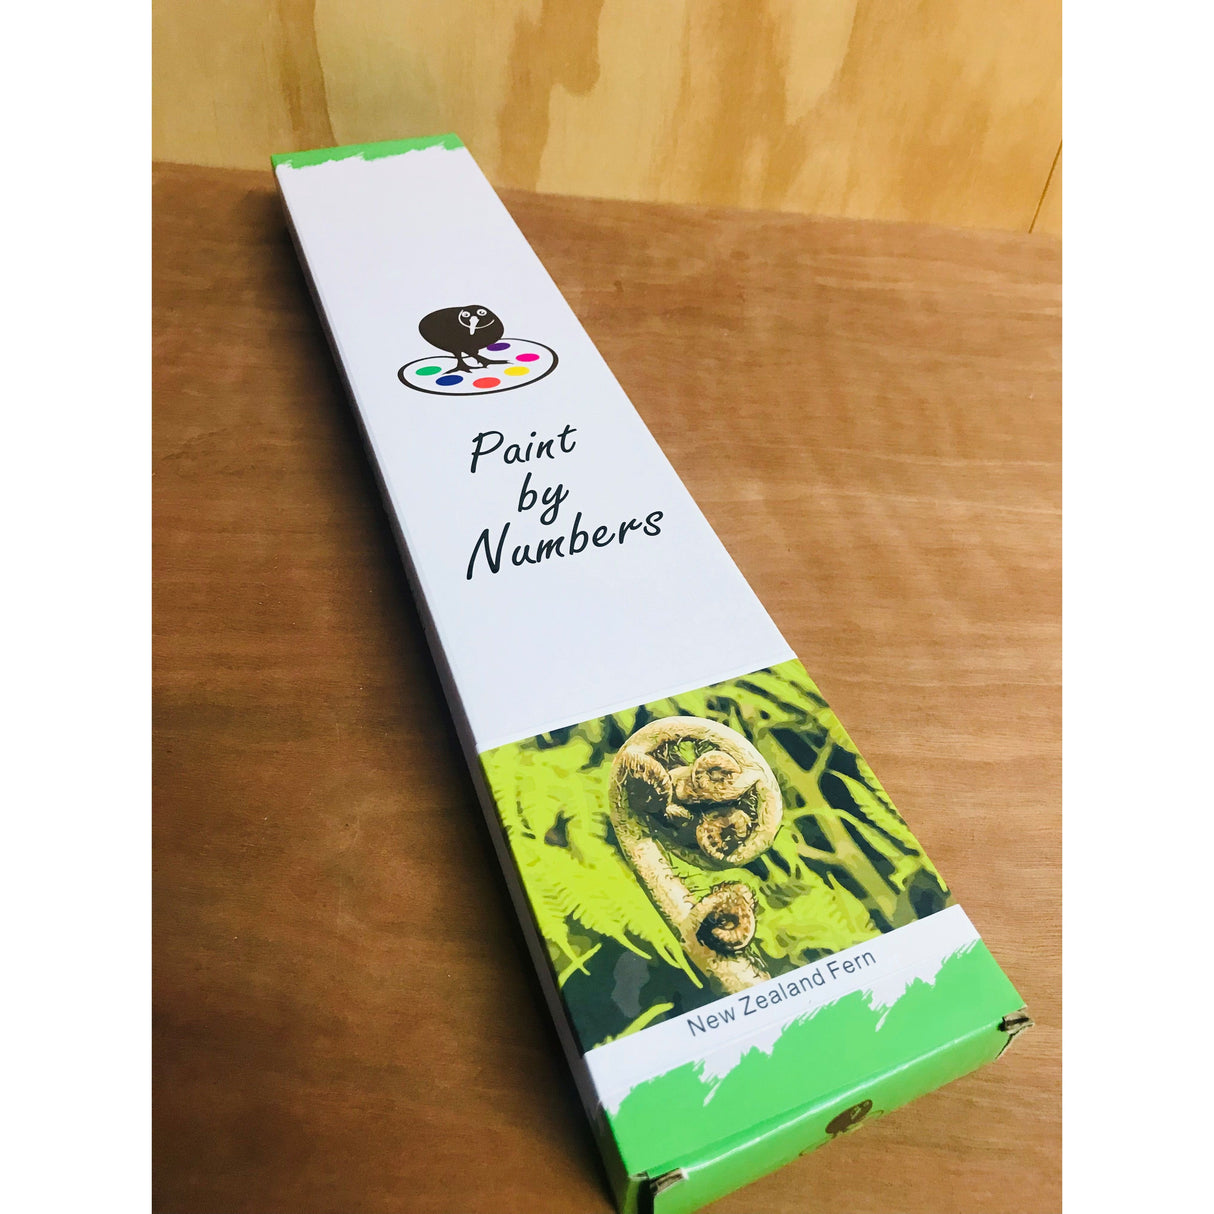 Paint
by
Numbers
New Zealand Fern